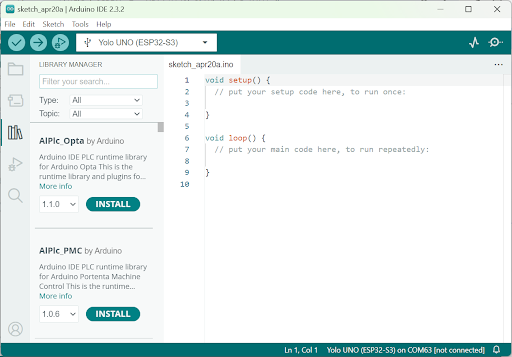 sketch_apr20a | Arduino IDE 2.3.2
File Edit Sketch Tools Help
Yolo UNO (ESP32-S3)
LIBRARY MANAGER
Filter your search...
Type: All
Topic: All
AlPlc_Opta by Arduino
Arduino IDE PLC runtime library
for Arduino Opta This is the
runtime library and plugins fo...
More info
1.1.0 INSTALL
AlPlc_PMC by Arduino
Arduino IDE PLC runtime library
for Arduino Portenta Machine
Control This is the runtime...
More info
1.0.6 INSTALL
sketch_apr20a.ino
1 void setup() {
2 // put your setup code here, to run once:
3
4 }
5
6 void loop() {
7 // put your main code here, to run repeatedly:
8
9 }
10
Ln 1, Col 1 Yolo UNO (ESP32-S3) on COM63 [not connected]